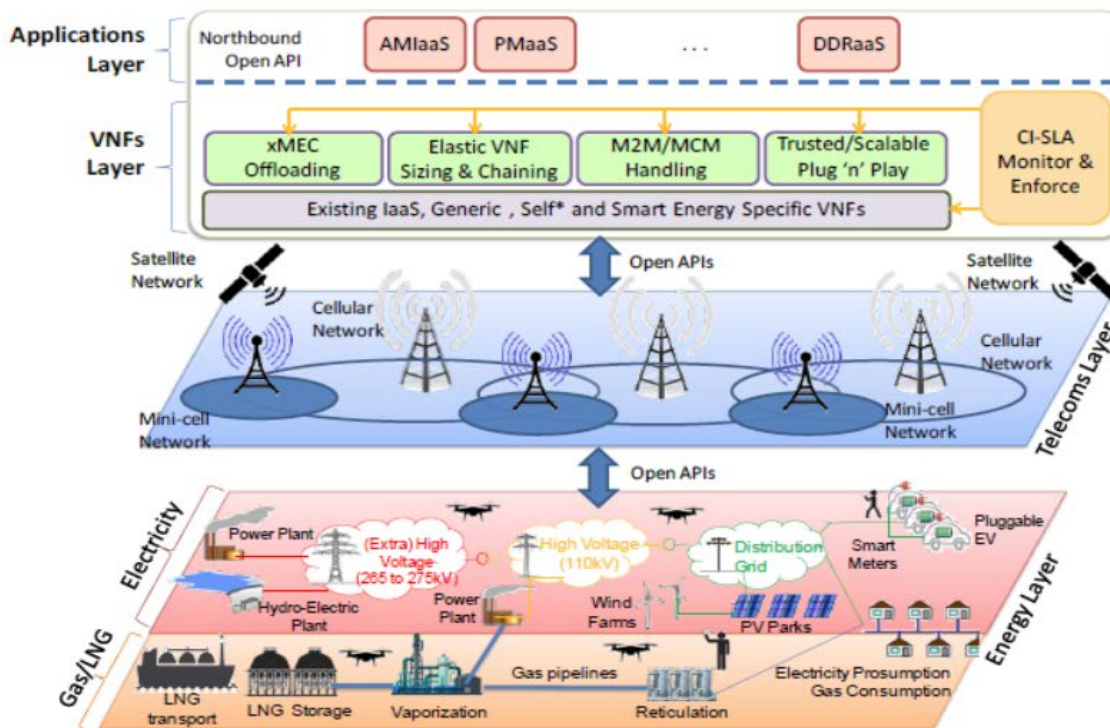 Applications
Layer
Northbound
Open API
AMIaaS
PMaaS
...
DDRaaS
VNFs
Layer
xMEC
Offloading
Elastic VNF
Sizing & Chaining
M2M/MCM
Handling
Trusted/Scalable
Plug ‘n’ Play
CI-SLA
Monitor &
Enforce
Existing IaaS, Generic , Self* and Smart Energy Specific VNFs
Satellite
Network
Open APIs
Satellite
Network
Cellular
Network
Cellular
Network
Mini-cell
Network
Mini-cell
Network
Telecoms Layer
Open APIs
Electricity
Power Plant
(Extra) High
Voltage
(265 to 275kV)
High Voltage
(110kV)
Distribution
Grid
Smart
Meters
Pluggable
EV
Hydro-Electric
Plant
Power
Plant
Wind
Farms
PV Parks
Energy Layer
Gas/LNG
LNG
transport
LNG Storage
Vaporization
Gas pipelines
Reticulation
Electricity Prosumption
Gas Consumption